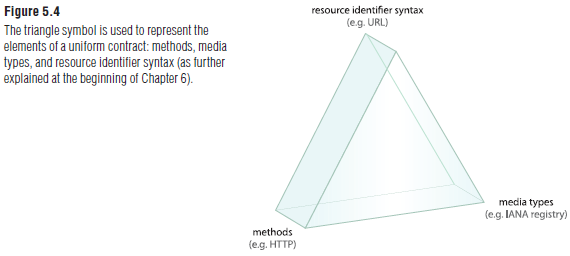 Figure 5.4
The triangle symbol is used to represent the
elements of a uniform contract: methods, media
types, and resource identifier syntax (as further
explained at the beginning of Chapter 6).
resource identifier syntax
(e.g. URL)
media types
(e.g. IANA registry)
methods
(e.g. HTTP)